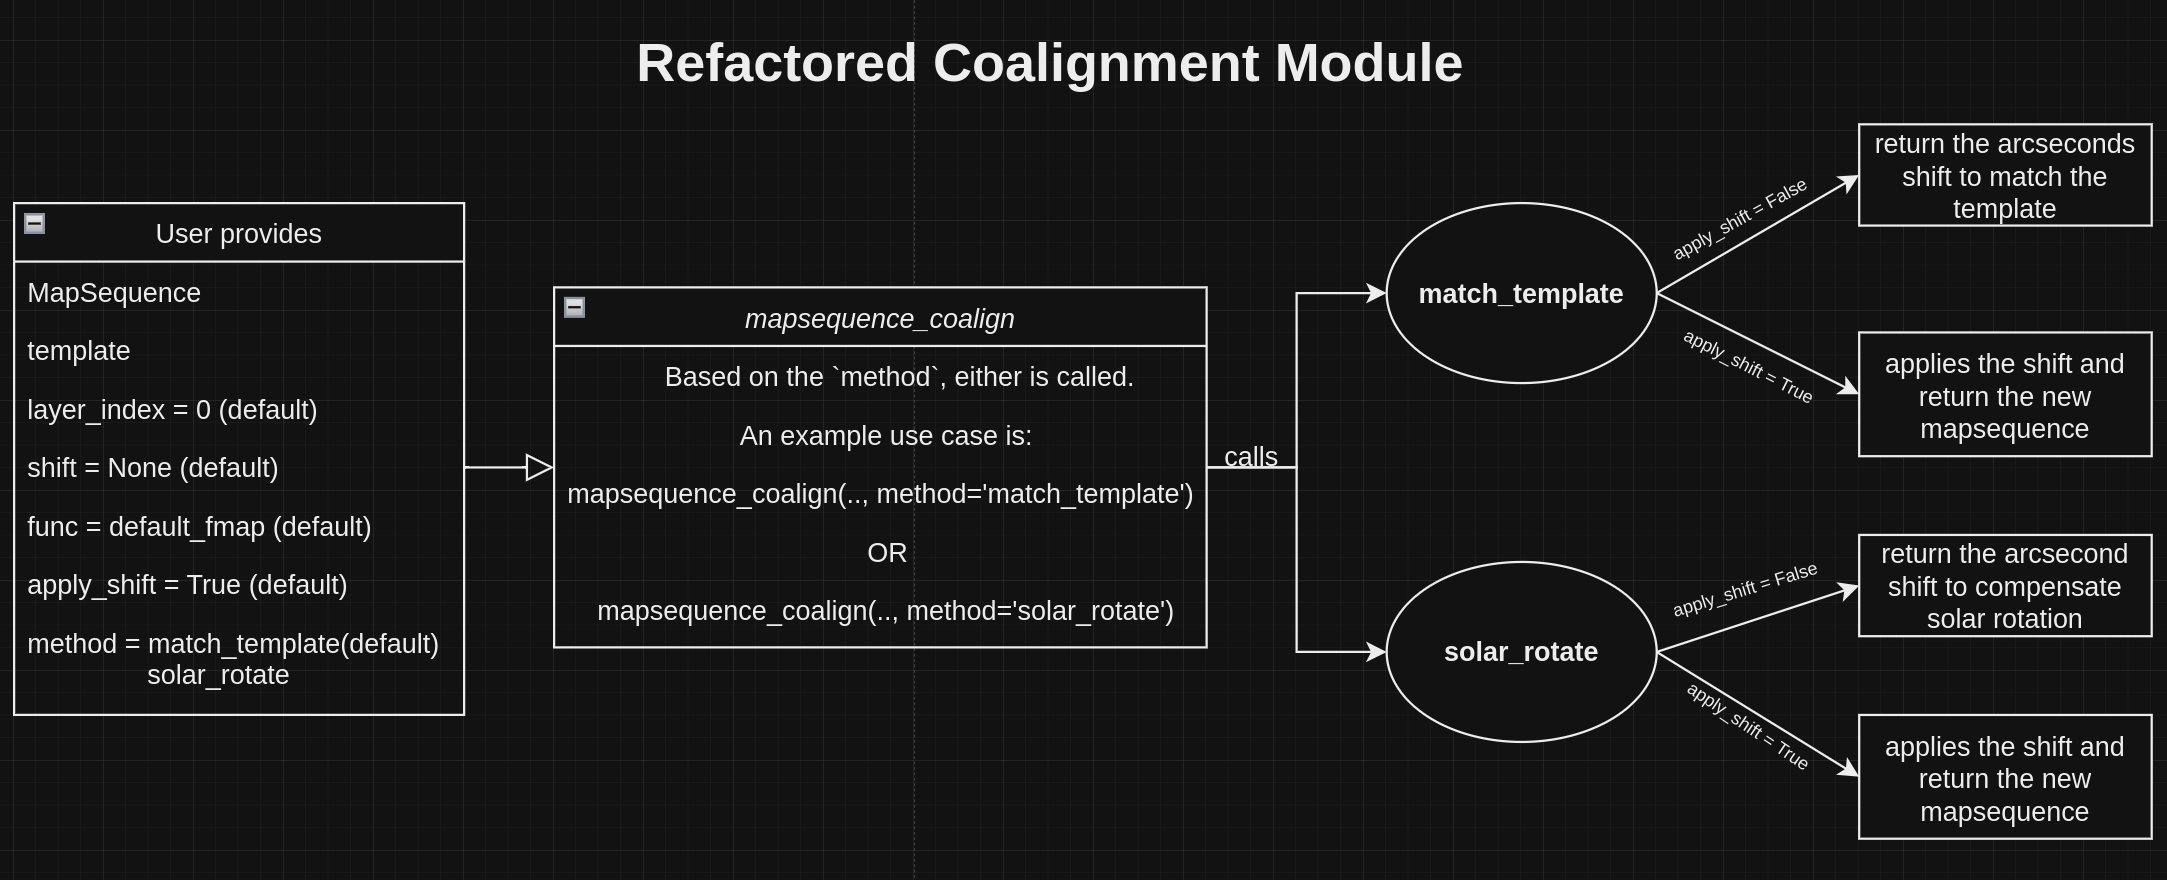 Refactored Coalignment Module
User provides
MapSequence
template
layer_index = 0 (default)
shift = None (default)
func = default_fmap (default)
apply_shift = True (default)
method = match_template(default)
solar_rotate
mapsequence_coalign
Based on the `method`, either is called.
An example use case is:
mapsequence_coalign(.., method='match_template')
OR
mapsequence_coalign(.., method='solar_rotate')
calls
match_template
apply_shift = False
return the arcseconds
shift to match the
template
apply_shift = True
applies the shift and
return the new
mapsequence
solar_rotate
apply_shift = False
return the arcsecond
shift to compensate
solar rotation
apply_shift = True
applies the shift and
return the new
mapsequence